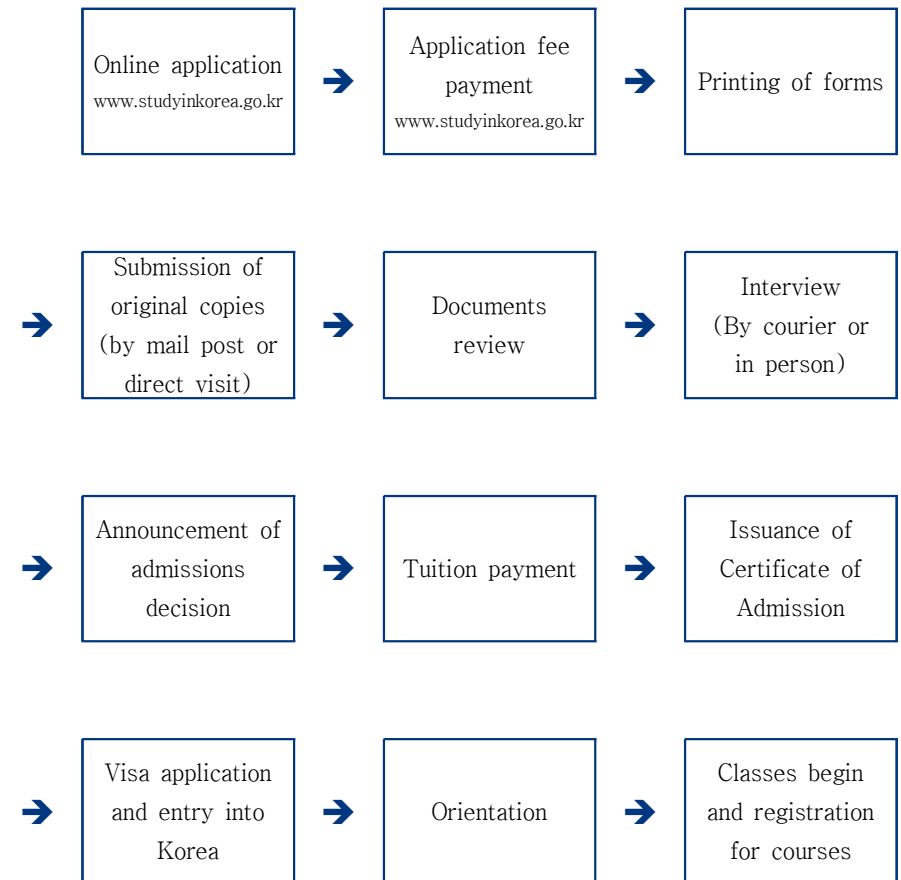 Online application
www.studyinkorea.go.kr
Application fee
payment
www.studyinkorea.go.kr
Printing of forms
Submission of
original copies
(by mail post or
direct visit)
Documents
review
Interview
(By courier or
in person)
Announcement of
admissions
decision
Tuition payment
Issuance of
Certificate of
Admission
Visa application
and entry into
Korea
Orientation
Classes begin
and registration
for courses